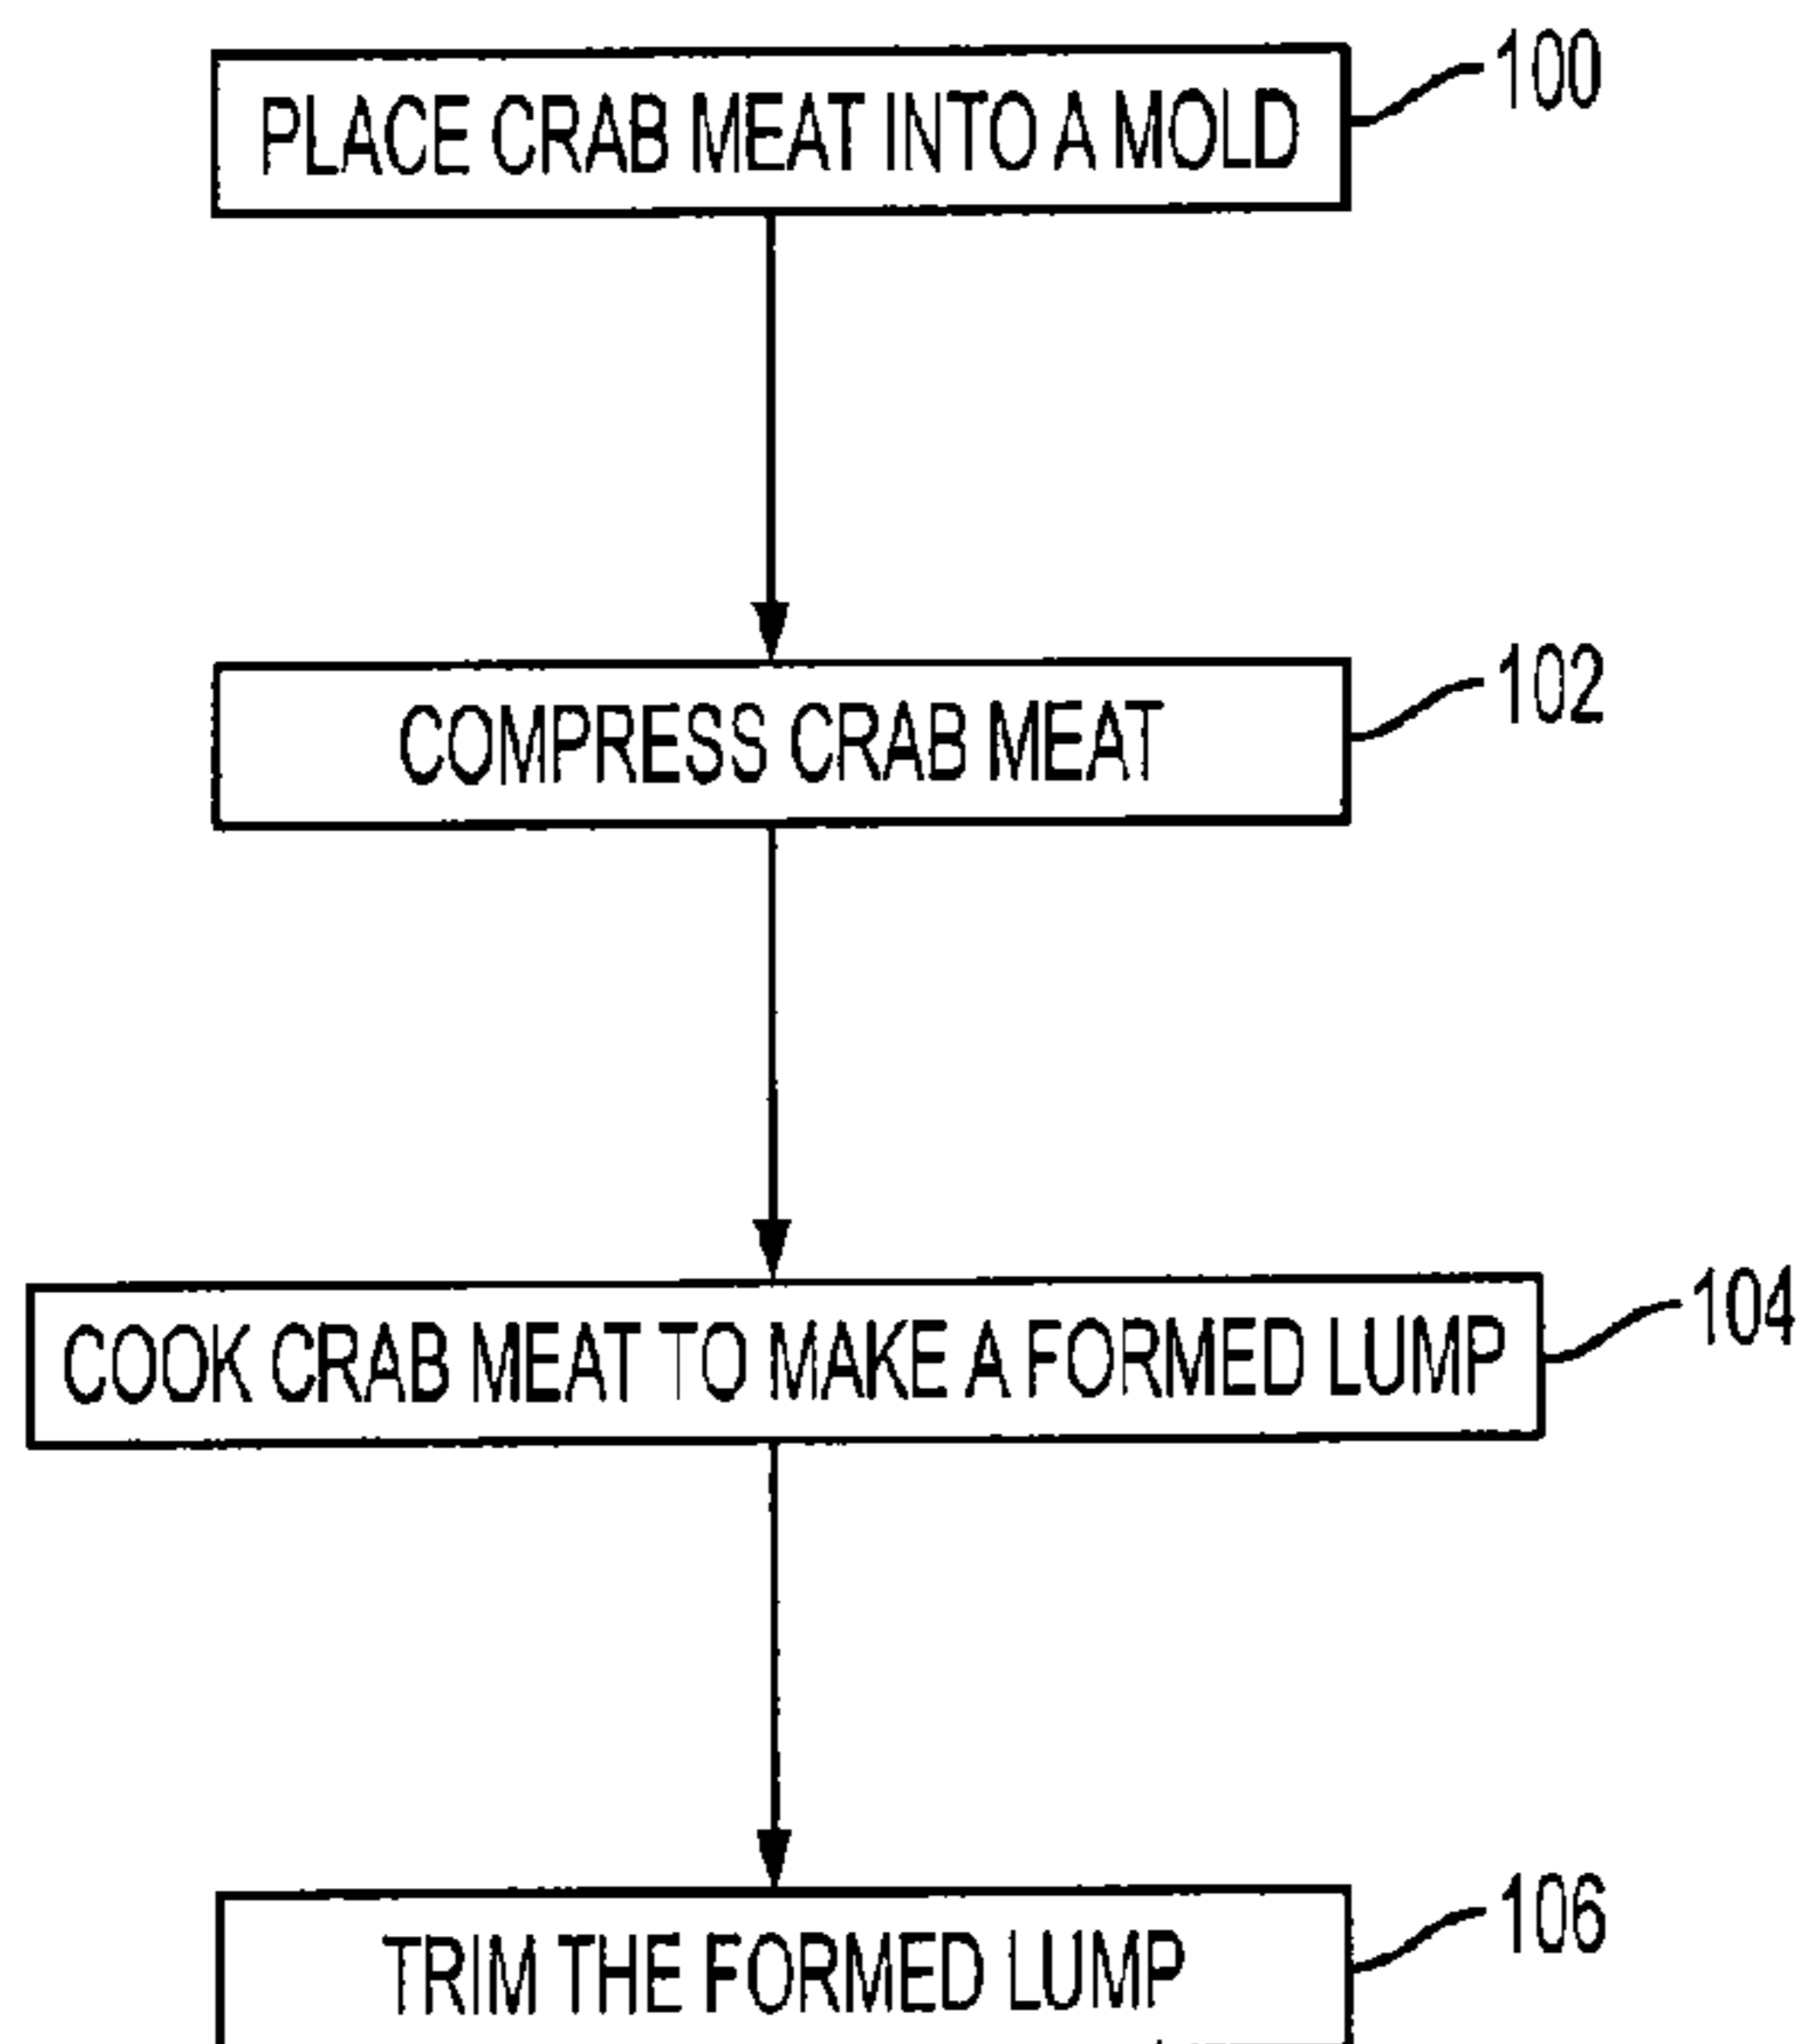 PLACE CRAB MEAT INTO A MOLD
100
COMPRESS CRAB MEAT
102
COOK CRAB MEAT TO MAKE A FORMED LUMP
104
TRIM THE FORMED LUMP
106